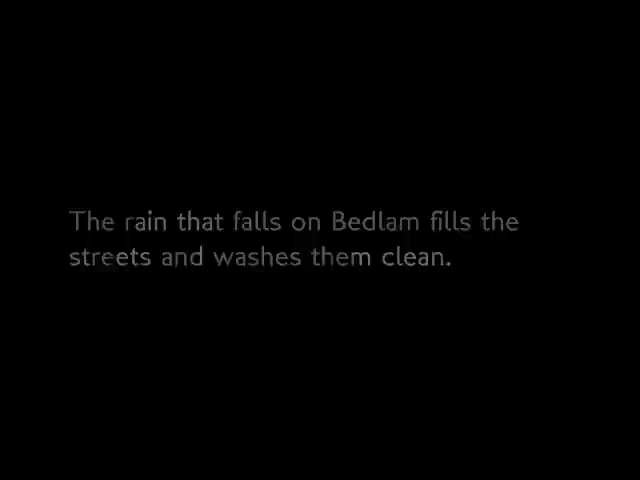 The rain that falls on Bedlam fills the
streets and washes them clean.